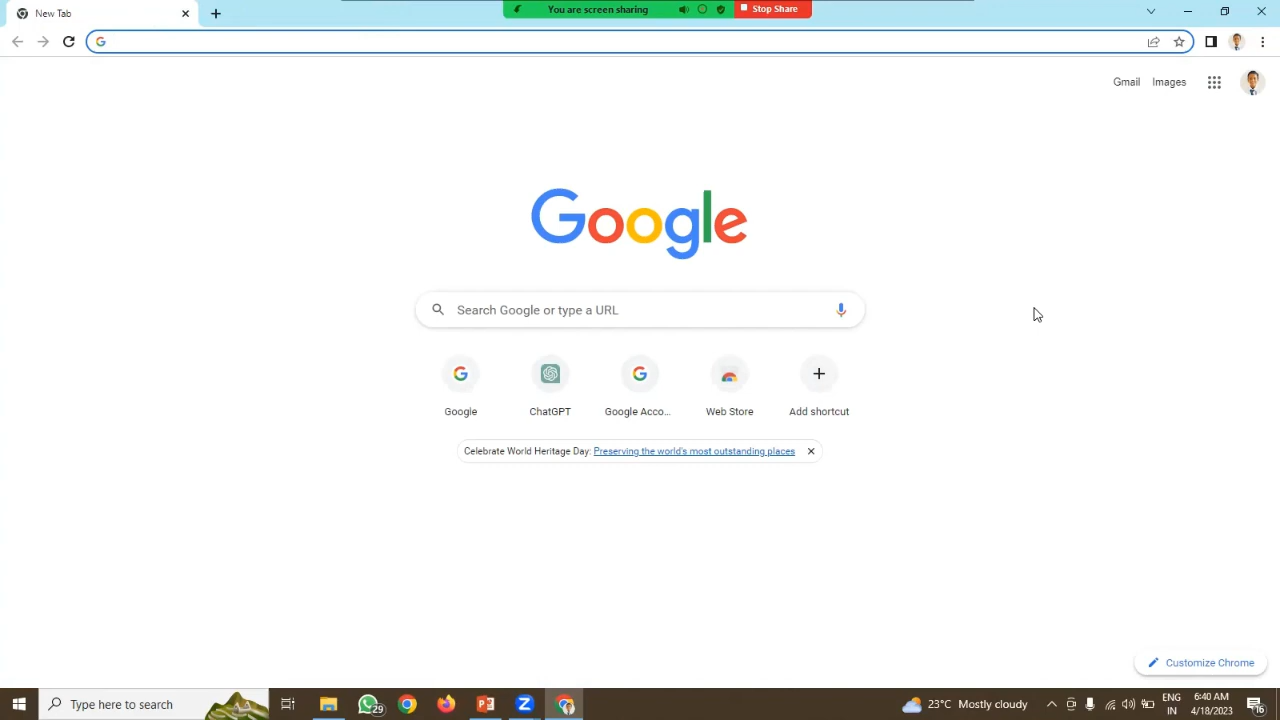 New Tab
You are screen sharing
Stop Share
Gmail
Images
Google
Search Google or type a URL
Google
ChatGPT
Google Acco...
Web Store
Add shortcut
Celebrate World Heritage Day: Preserving the world's most outstanding places
Customize Chrome
Type here to search
29
23°C Mostly cloudy
ENG
IN
6:40 AM
4/18/2023
16